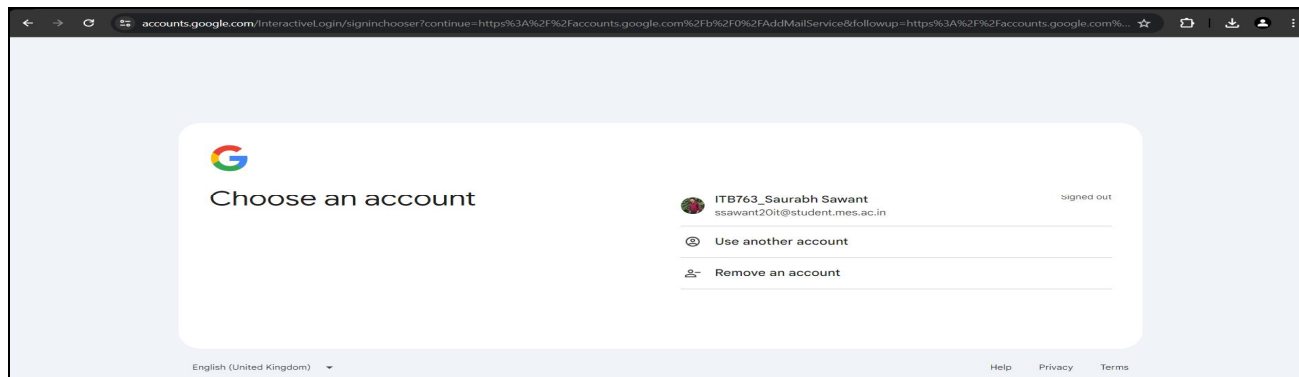 accounts.google.com/InteractiveLogin/signinchooser?continue=https%3A%2F%2Faccounts.google.com%2Fb%2F0%2FAddMailService&followup=https%3A%2F%2Faccounts.google.com%...
Choose an account
ITB763_Saurabh Sawant
Signed out
ssawant20it@student.mes.ac.in
Use another account
Remove an account
English (United Kingdom)
Help Privacy Terms